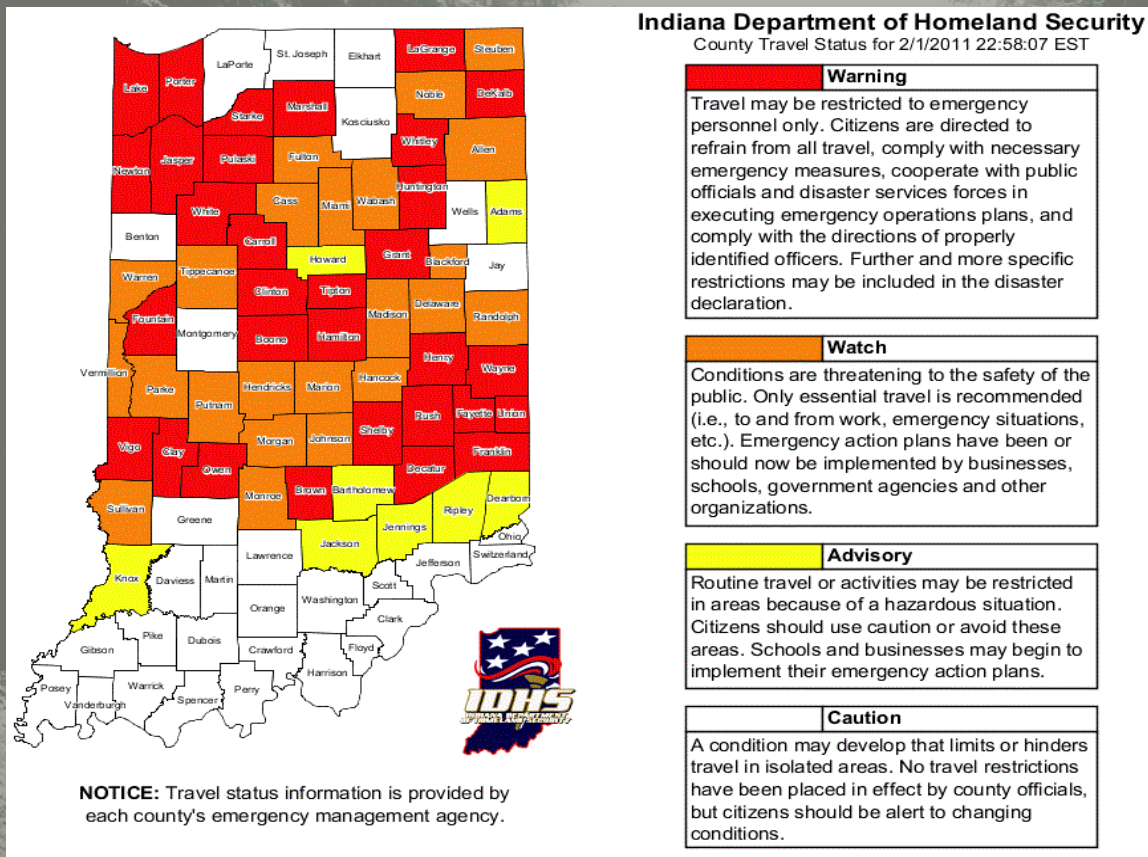 Indiana Department of Homeland Security
County Travel Status for 2/1/2011 22:58:07 EST
Warning
Travel may be restricted to emergency
personnel only. Citizens are directed to
refrain from all travel, comply with necessary
emergency measures, cooperate with public
officials and disaster services forces in
executing emergency operations plans, and
comply with the directions of properly
identified officers. Further and more specific
restrictions may be included in the disaster
declaration.
Watch
Conditions are threatening to the safety of the
public. Only essential travel is recommended
(i.e., to and from work, emergency situations,
etc.). Emergency action plans have been or
should now be implemented by businesses,
schools, government agencies and other
organizations.
Advisory
Routine travel or activities may be restricted
in areas because of a hazardous situation.
Citizens should use caution or avoid these
areas. Schools and businesses may begin to
implement their emergency action plans.
Caution
A condition may develop that limits or hinders
travel in isolated areas. No travel restrictions
have been placed in effect by county officials,
but citizens should be alert to changing
conditions.
Lake
Porter
LaPorte
St. Joseph
Elkhart
LaGrange
Steuben
Noble
DeKalb
Starke
Marshall
Kosciusko
Whitley
Allen
Newton
Jasper
Pulaski
Fulton
Cass
Miami
Wabash
Huntington
Wells
Adams
White
Benton
Carroll
Howard
Grant
Blackford
Jay
Warren
Tippecanoe
Clinton
Tipton
Madison
Delaware
Randolph
Fountain
Montgomery
Boone
Hamilton
Henry
Wayne
Vermillion
Parke
Putnam
Hendricks
Marion
Hancock
Rush
Fayette
Union
Shelby
Morgan
Johnson
Vigo
Clay
Owen
Franklin
Decatur
Monroe
Brown
Bartholomew
Dearborn
Sullivan
Greene
Ripley
Jennings
Jackson
Ohio
Switzerland
Lawrence
Jefferson
Knox
Daviess
Martin
Scott
Washington
Orange
Clark
Pike
Dubois
Gibson
Crawford
Floyd
Harrison
Posey
Warrick
Perry
Spencer
Vanderburgh
IDHS
INDIANA DEPARTMENT
OF HOMELAND SECURITY
NOTICE: Travel status information is provided by
each county's emergency management agency.